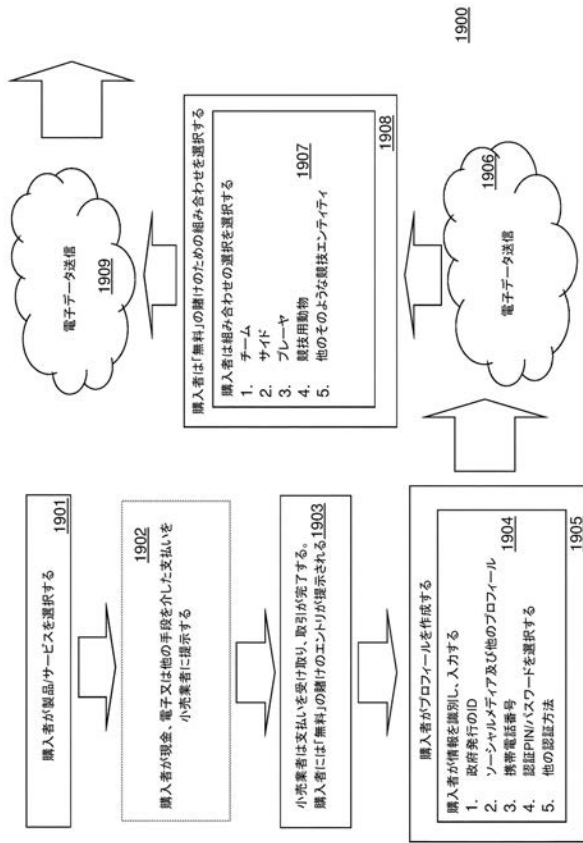 購入者が製品/サービスを選択する
1901
購入者が現金、電子又は他の手段を介した支払いを
小売業者に提示する
1902
小売業者は支払いを受け取り、取引が完了する。
購入者には「無料」の賭けのエントリが提示される
1903
購入者がプロフィールを作成する
購入者が情報を識別し、入力する
1. 政府発行のID
2. ソーシャルメディア及び他のプロフィール
3. 携帯電話番号
4. 認証PIN/パスワードを選択する
5. 他の認証方法
1904
1905
電子データ送信
1906
購入者は「無料」の賭けのための組み合わせを選択する
購入者は組み合わせの選択を選択する
1. チーム
2. サイド
3. プレーヤ
4. 競技用動物
5. 他のそのような競技エンティティ
1907
1908
電子データ送信
1909
1900